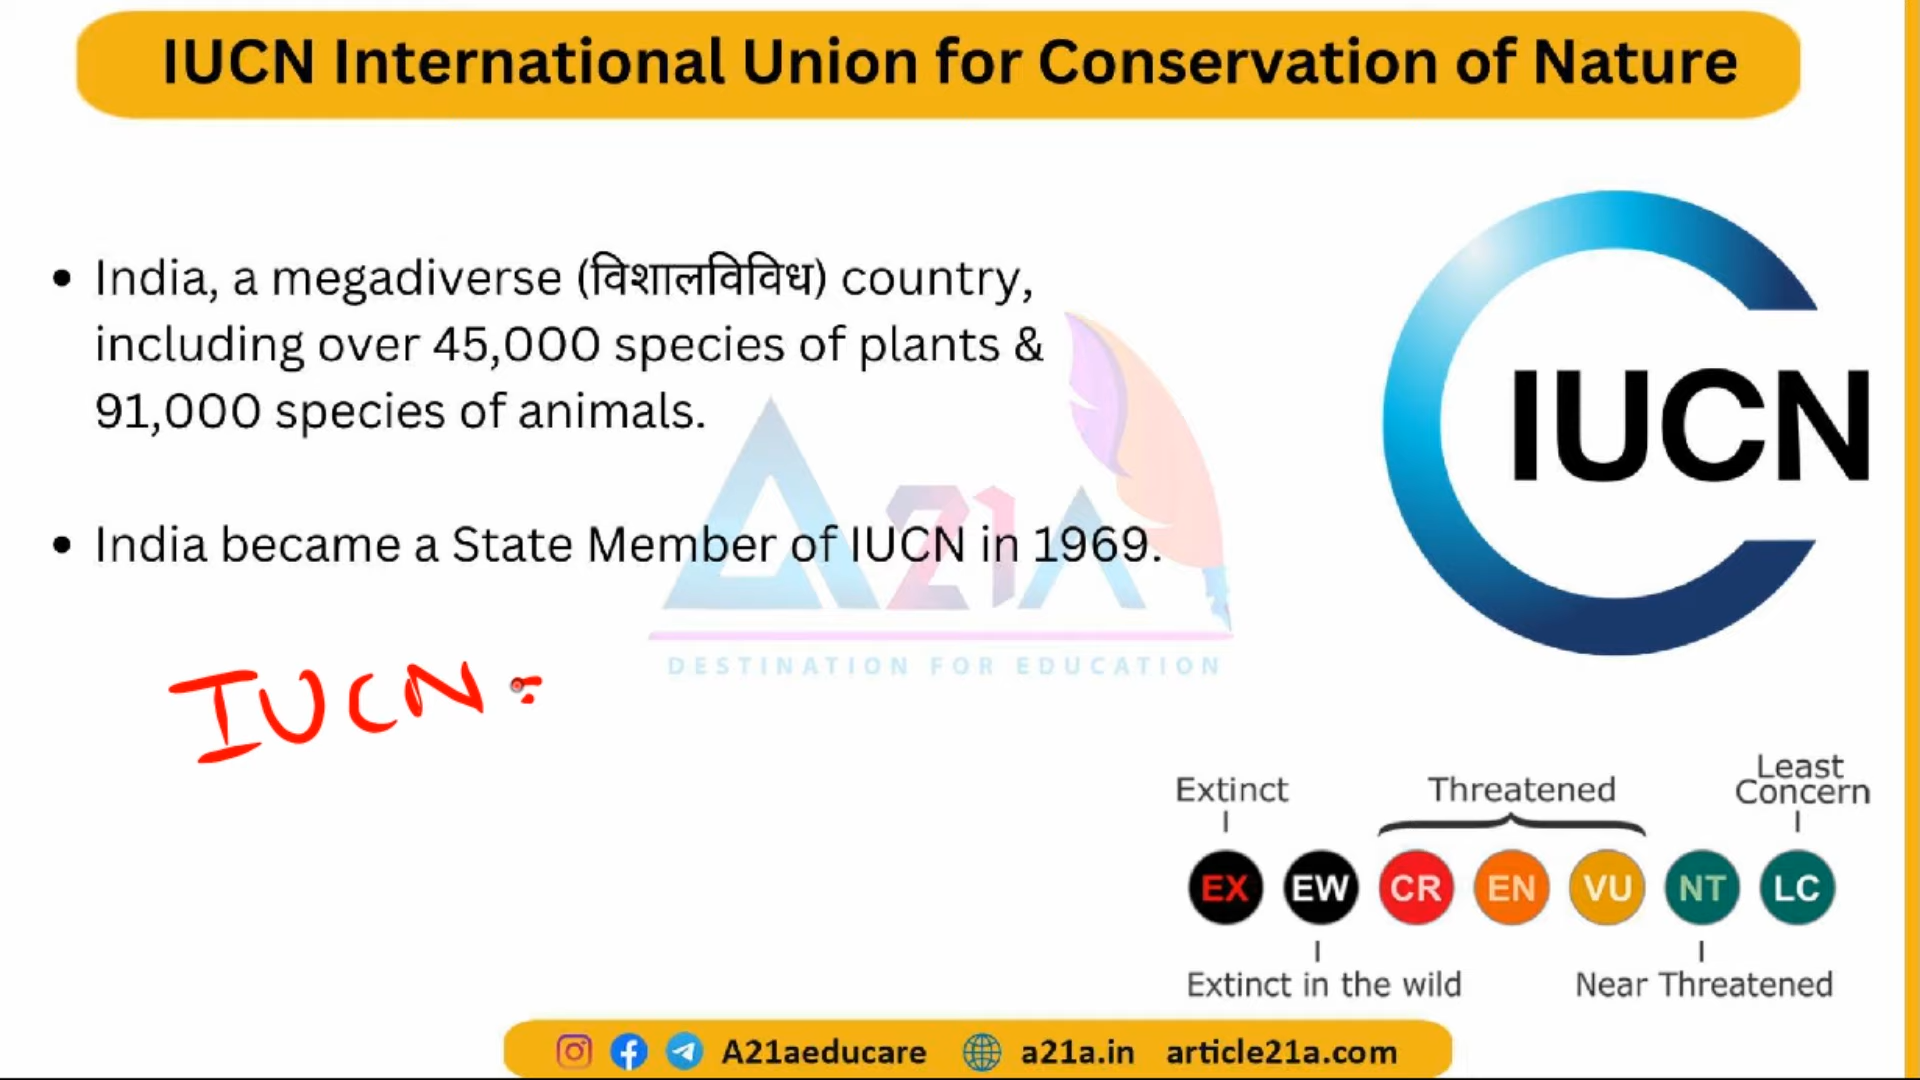 IUCN International Union for Conservation of Nature
• India, a megadiverse (विशालविविध) country,
including over 45,000 species of plants &
91,000 species of animals.
• India became a State Member of IUCN in 1969.
IUCN
A21A
DESTINATION FOR EDUCATION
IUCN :
Extinct
Threatened
Least
Concern
EX EW CR EN VU NT LC
Extinct in the wild
Near Threatened
A21aeducare a21a.in article21a.com